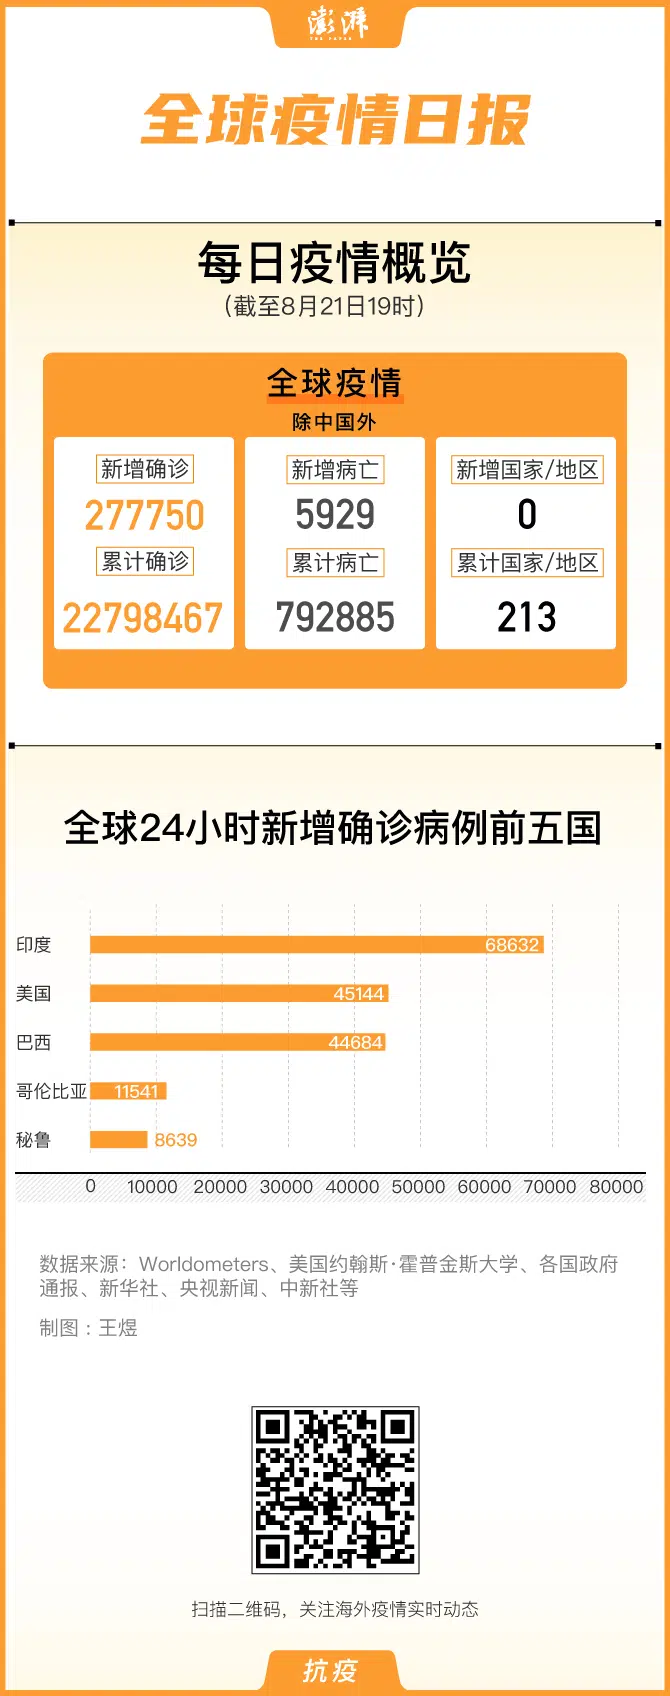 澎湃
THE PAPER
全球疫情日报
每日疫情概览
（截至8月21日19时）
全球疫情
除中国外
新增确诊 新增病亡 新增国家/地区
277750 5929 0
累计确诊 累计病亡 累计国家/地区
22798467 792885 213
全球24小时新增确诊病例前五国
印度 68632
美国 45144
巴西 44684
哥伦比亚 11541
秘鲁 8639
0 10000 20000 30000 40000 50000 60000 70000 80000
数据来源：Worldometers、美国约翰斯·霍普金斯大学、各国政府
通报、新华社、央视新闻、中新社等
制图：王煜
扫描二维码，关注海外疫情实时动态
抗疫